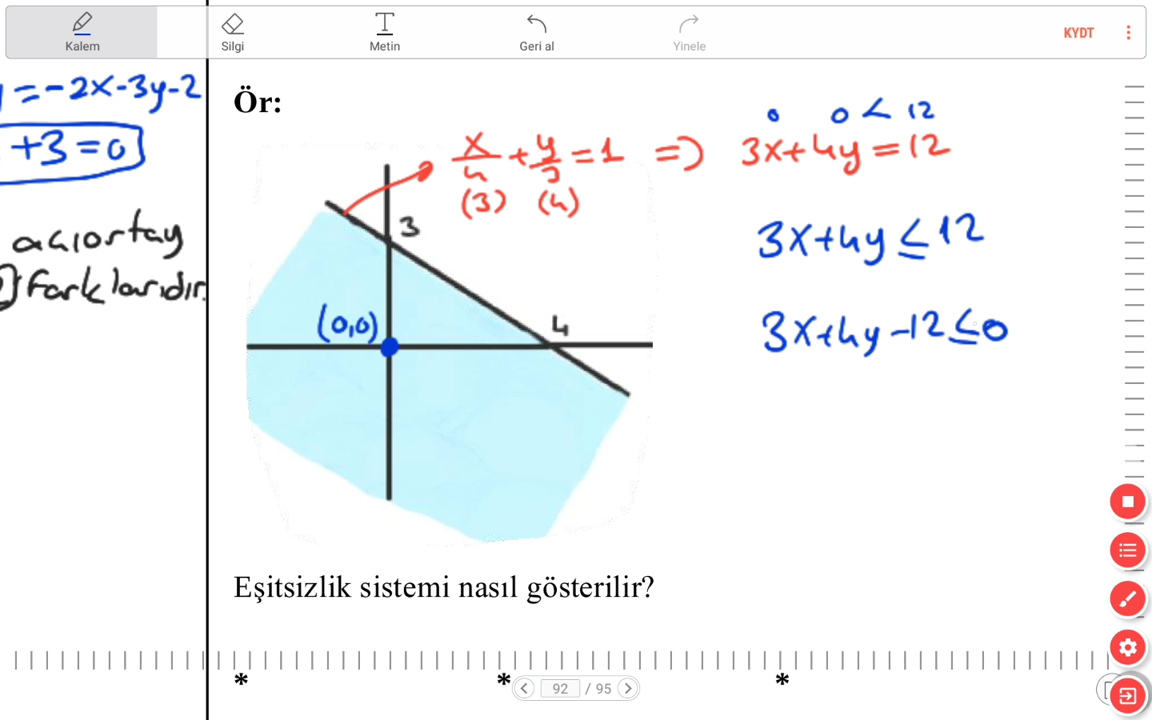 Kalem
Silgi
Metin
Geri al
Yinele
KYDT
=-2x-3y-2
+3=0
açıortay
farklarıdır.
Ör:
x/4 + y/3 = 1 => 3x+4y=12
(3) (4)
0 0 < 12
3x+4y≤12
3x+4y-12≤0
3
(0,0)
4
Eşitsizlik sistemi nasıl gösterilir?
* * *
92 / 95